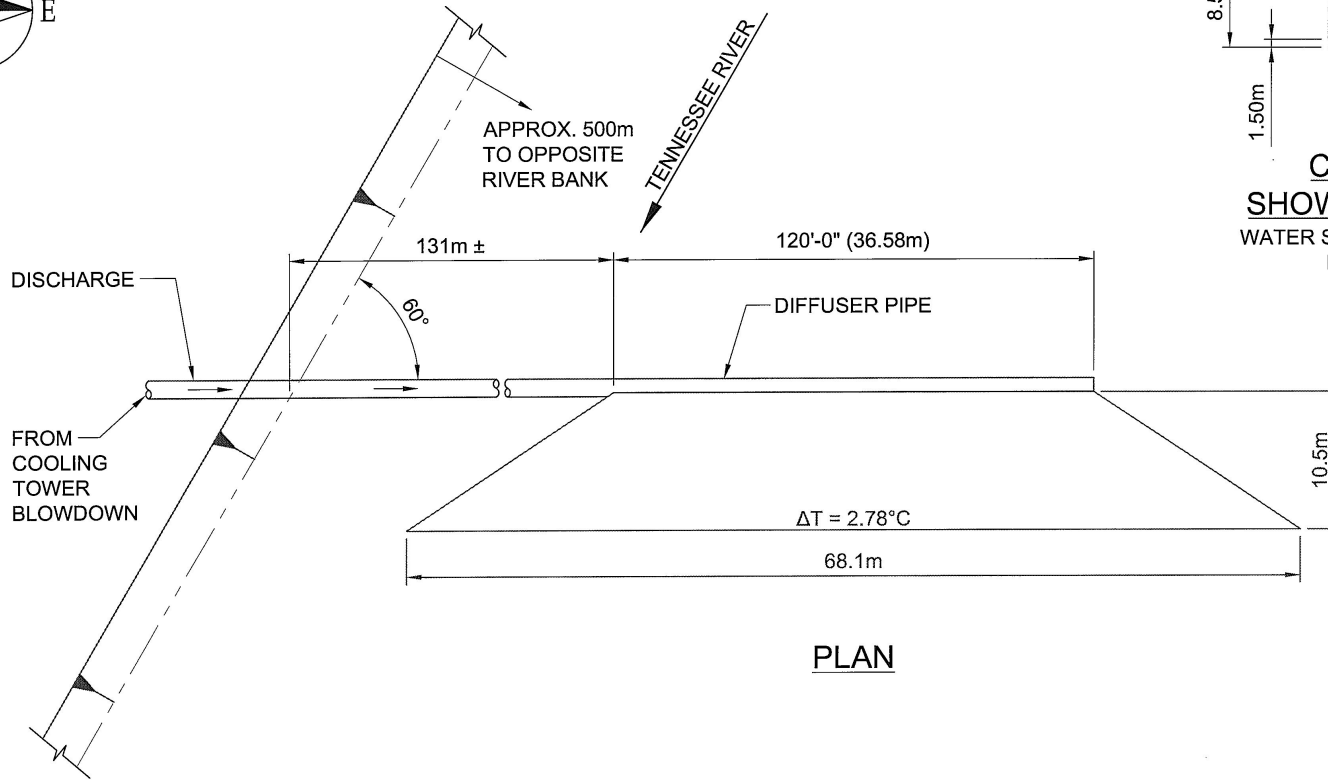 E
APPROX. 500m
TO OPPOSITE
RIVER BANK
TENNESSEE RIVER
1.50m
SHOW
WATER S
131m ±
120'-0" (36.58m)
DISCHARGE
60°
DIFFUSER PIPE
FROM
COOLING
TOWER
BLOWDOWN
10.5m
ΔT = 2.78°C
68.1m
PLAN